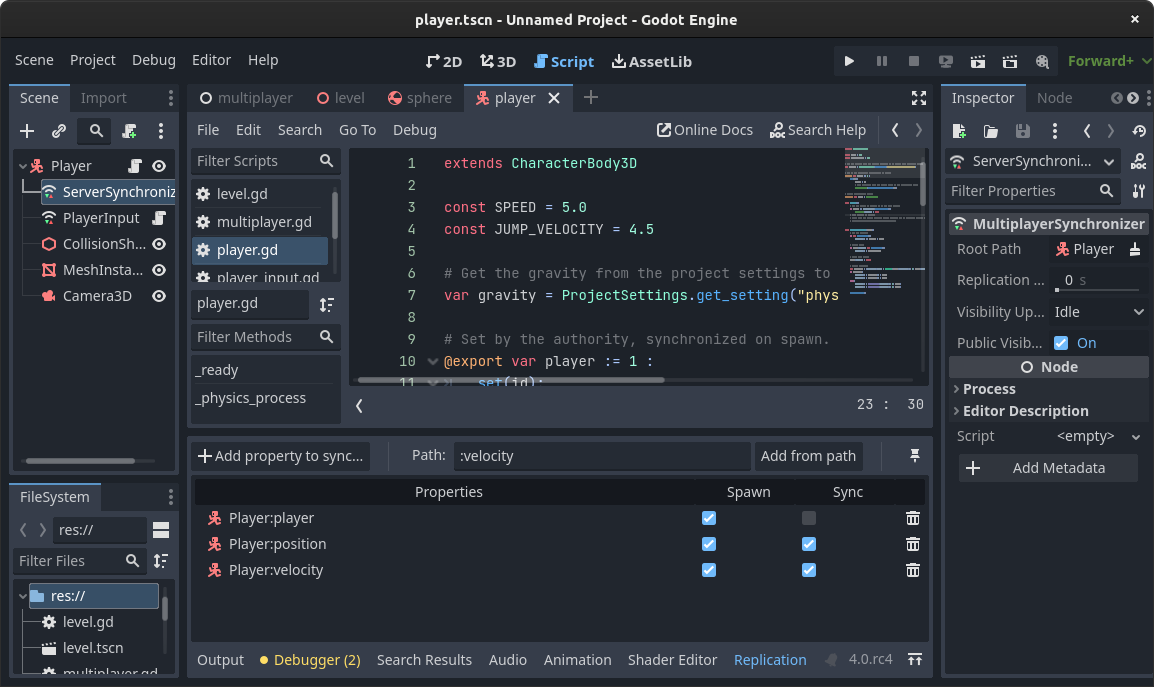 player.tscn - Unnamed Project - Godot Engine
Scene Project Debug Editor Help
2D 3D Script AssetLib
Forward+
Scene Import
Player
ServerSynchroniz
PlayerInput
CollisionSh...
MeshInsta...
Camera3D
FileSystem
res://
Filter Files
res://
level.gd
level.tscn
multiplayer.gd
multiplayer level sphere player
File Edit Search Go To Debug
Online Docs Search Help
Filter Scripts
level.gd
multiplayer.gd
player.gd
player_input.gd
player.gd
Filter Methods
_ready
_physics_process
1 extends CharacterBody3D
2
3 const SPEED = 5.0
4 const JUMP_VELOCITY = 4.5
5
6 # Get the gravity from the project settings to
7 var gravity = ProjectSettings.get_setting("phys
8
9 # Set by the authority, synchronized on spawn.
10 @export var player := 1 :
11 set(id):
23 : 30
Add property to sync... Path: :velocity Add from path
Properties Spawn Sync
Player:player
Player:position
Player:velocity
Output Debugger (2) Search Results Audio Animation Shader Editor Replication 4.0.rc4
Inspector Node
ServerSynchroni...
DOC
Filter Properties
MultiplayerSynchronizer
Root Path Player
Replication ... 0 s
Visibility Up... Idle
Public Visib... On
Node
Process
Editor Description
Script <empty>
Add Metadata